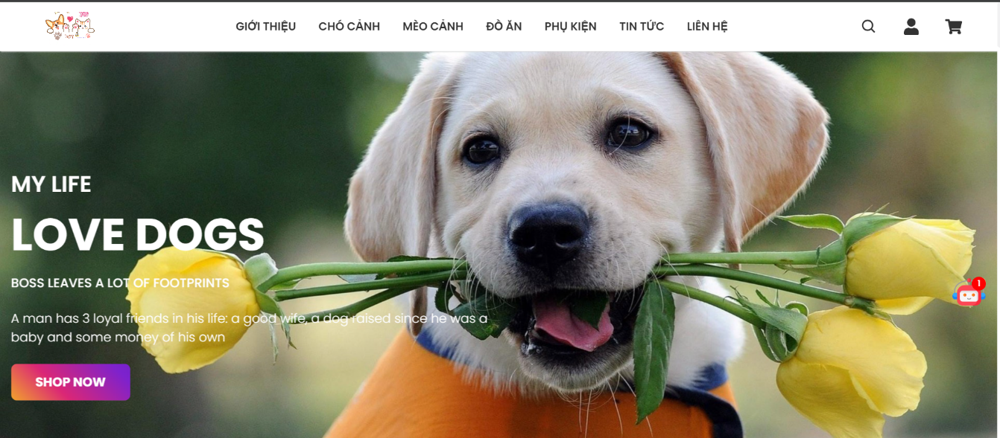 GIỚI THIỆU CHÓ CẢNH MÈO CẢNH ĐỒ ĂN PHỤ KIỆN TIN TỨC LIÊN HỆ
MY LIFE
LOVE DOGS
BOSS LEAVES A LOT OF FOOTPRINTS
A man has 3 loyal friends in his life: a good wife, a dog raised since he was a
baby and some money of his own
SHOP NOW
1